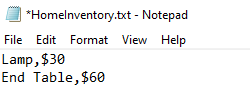 *HomeInventory.txt - Notepad
File Edit Format View Help
Lamp,$30
End Table,$60